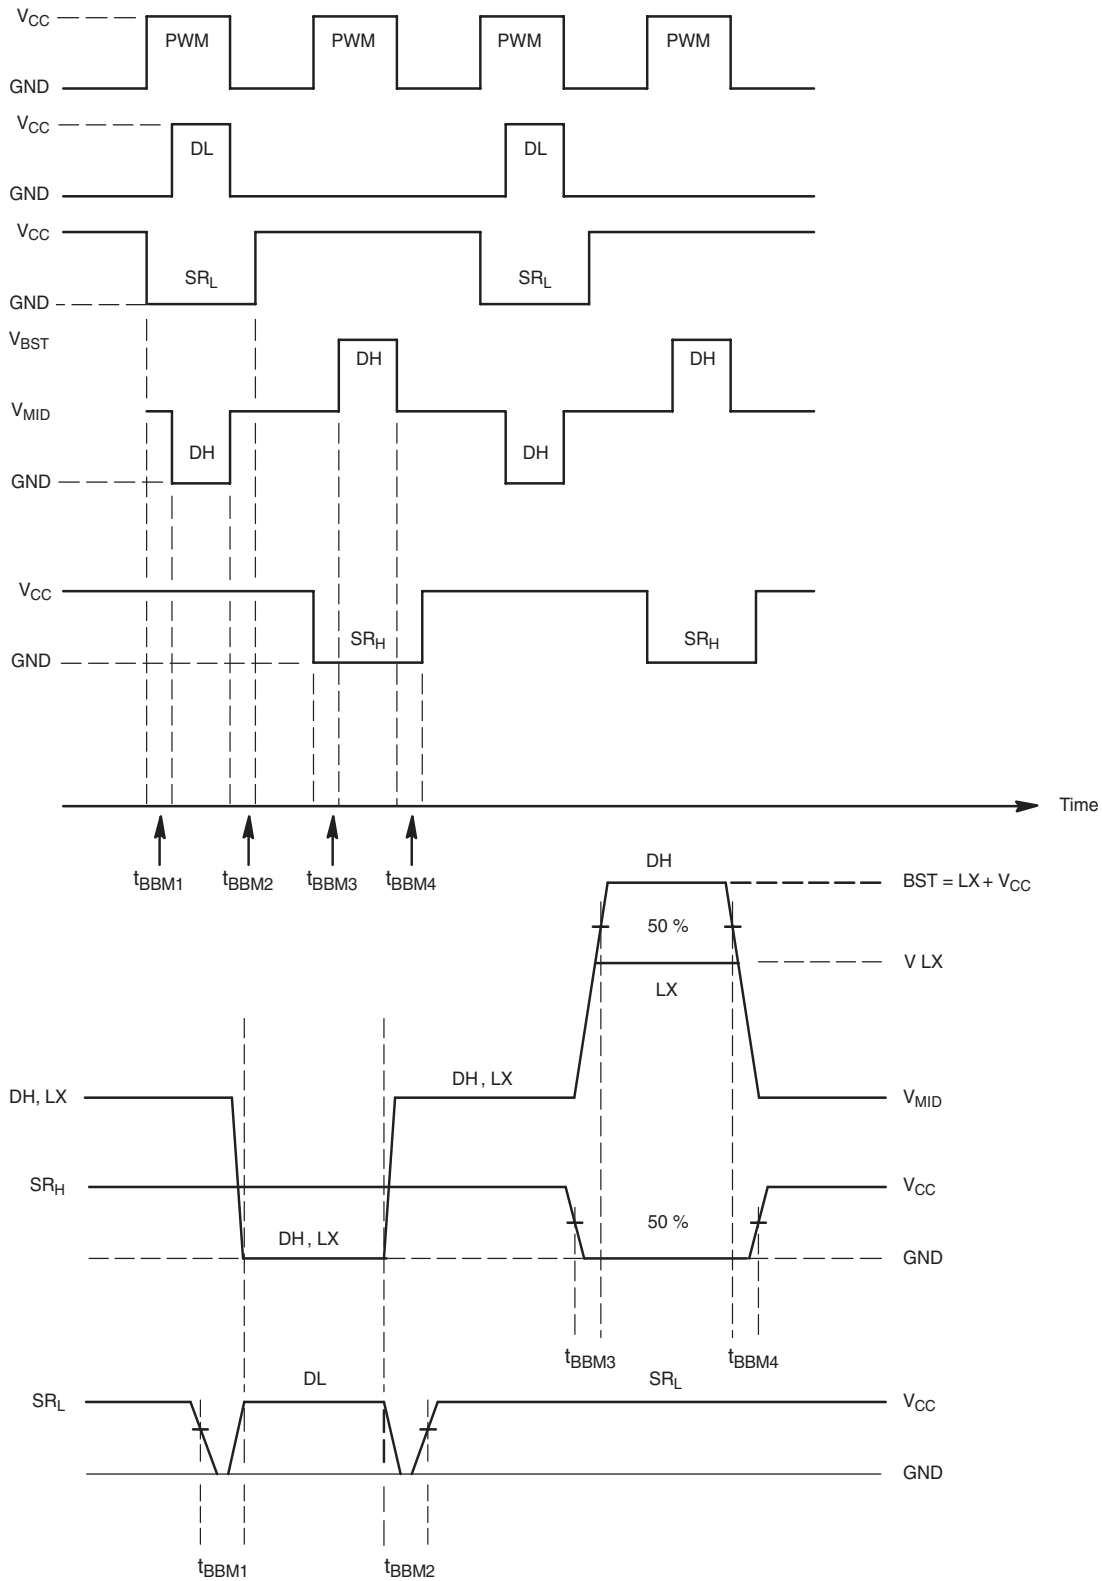 VCC PWM PWM PWM PWM
GND
VCC DL DL
GND
VCC
SRL SRL
GND
VBST DH DH
VMID
DH DH
GND
VCC
SRH SRH
GND
Time
tBBM1 tBBM2 tBBM3 tBBM4
DH BST = LX + VCC
50 %
V LX
LX
DH, LX DH , LX VMID
SRH VCC
50 %
DH , LX GND
tBBM3 tBBM4
SRL DL SRL VCC
GND
tBBM1 tBBM2